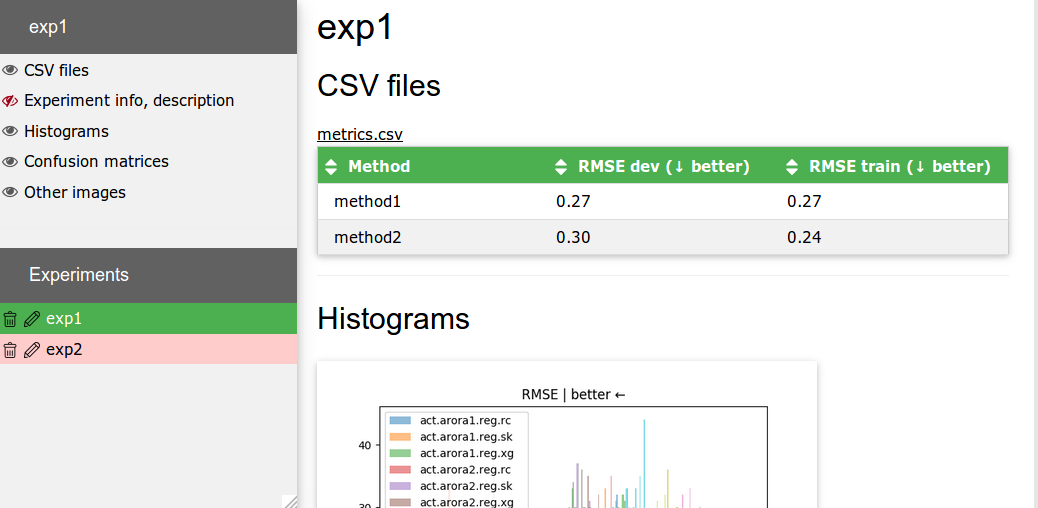 exp1
CSV files
Experiment info, description
Histograms
Confusion matrices
Other images
Experiments
exp1
exp2
exp1
CSV files
metrics.csv
Method RMSE dev (↓ better) RMSE train (↓ better)
method1 0.27 0.27
method2 0.30 0.24
Histograms
RMSE | better ←
act.arora1.reg.rc
act.arora1.reg.sk
act.arora1.reg.xg
40
act.arora2.reg.rc
act.arora2.reg.sk
act.arora2.reg.xg
30